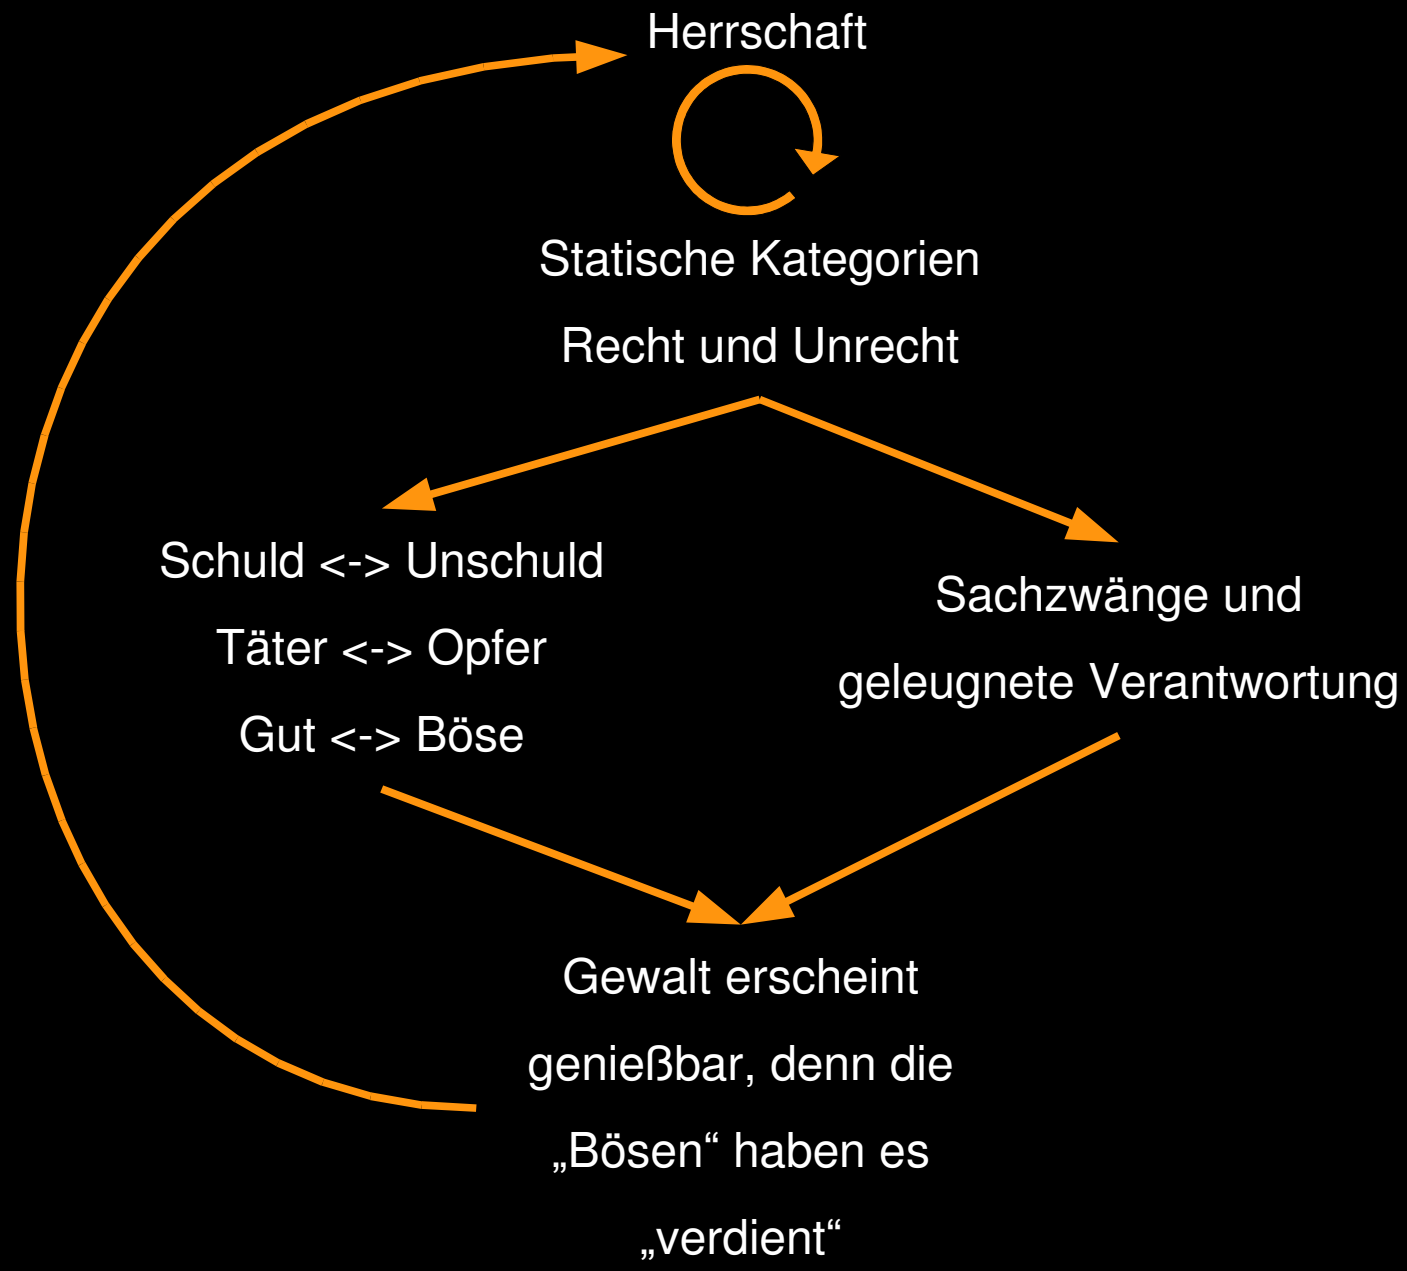 Herrschaft
Statische Kategorien
Recht und Unrecht
Schuld <-> Unschuld
Täter <-> Opfer
Gut <-> Böse
Sachzwänge und
geleugnete Verantwortung
Gewalt erscheint
genießbar, denn die
„Bösen“ haben es
„verdient“